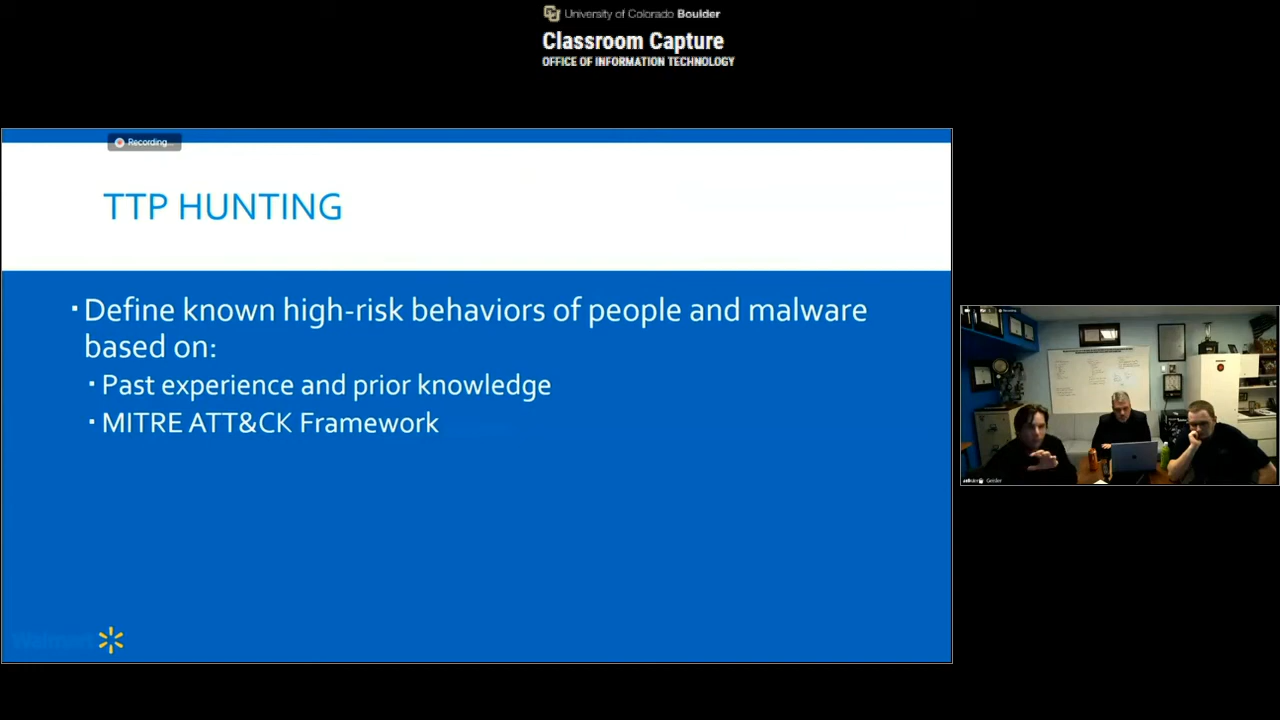 University of Colorado Boulder
Classroom Capture
OFFICE OF INFORMATION TECHNOLOGY
Recording...
TTP HUNTING
▪ Define known high-risk behaviors of people and malware
based on:
▪ Past experience and prior knowledge
▪ MITRE ATT&CK Framework
Walmart